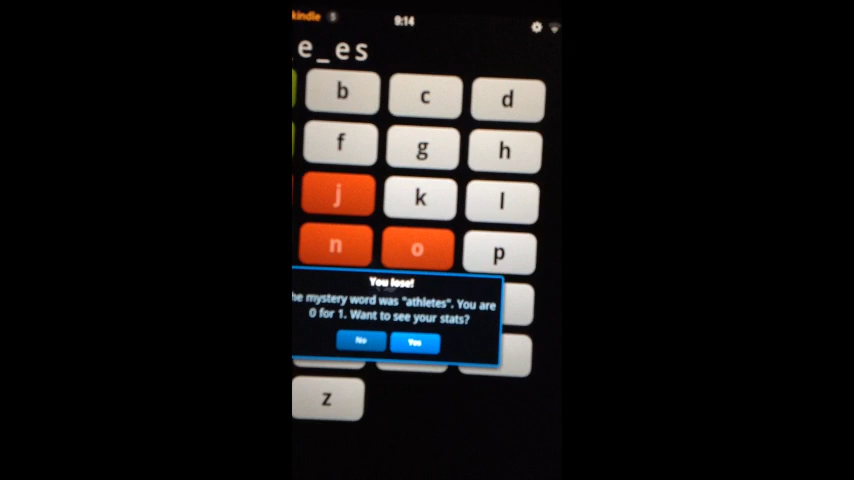 kindle 5 9:14
e_es
b c d
f g h
j k l
n o p
You lose!
he mystery word was "athletes". You are
0 for 1. Want to see your stats?
No Yes
z